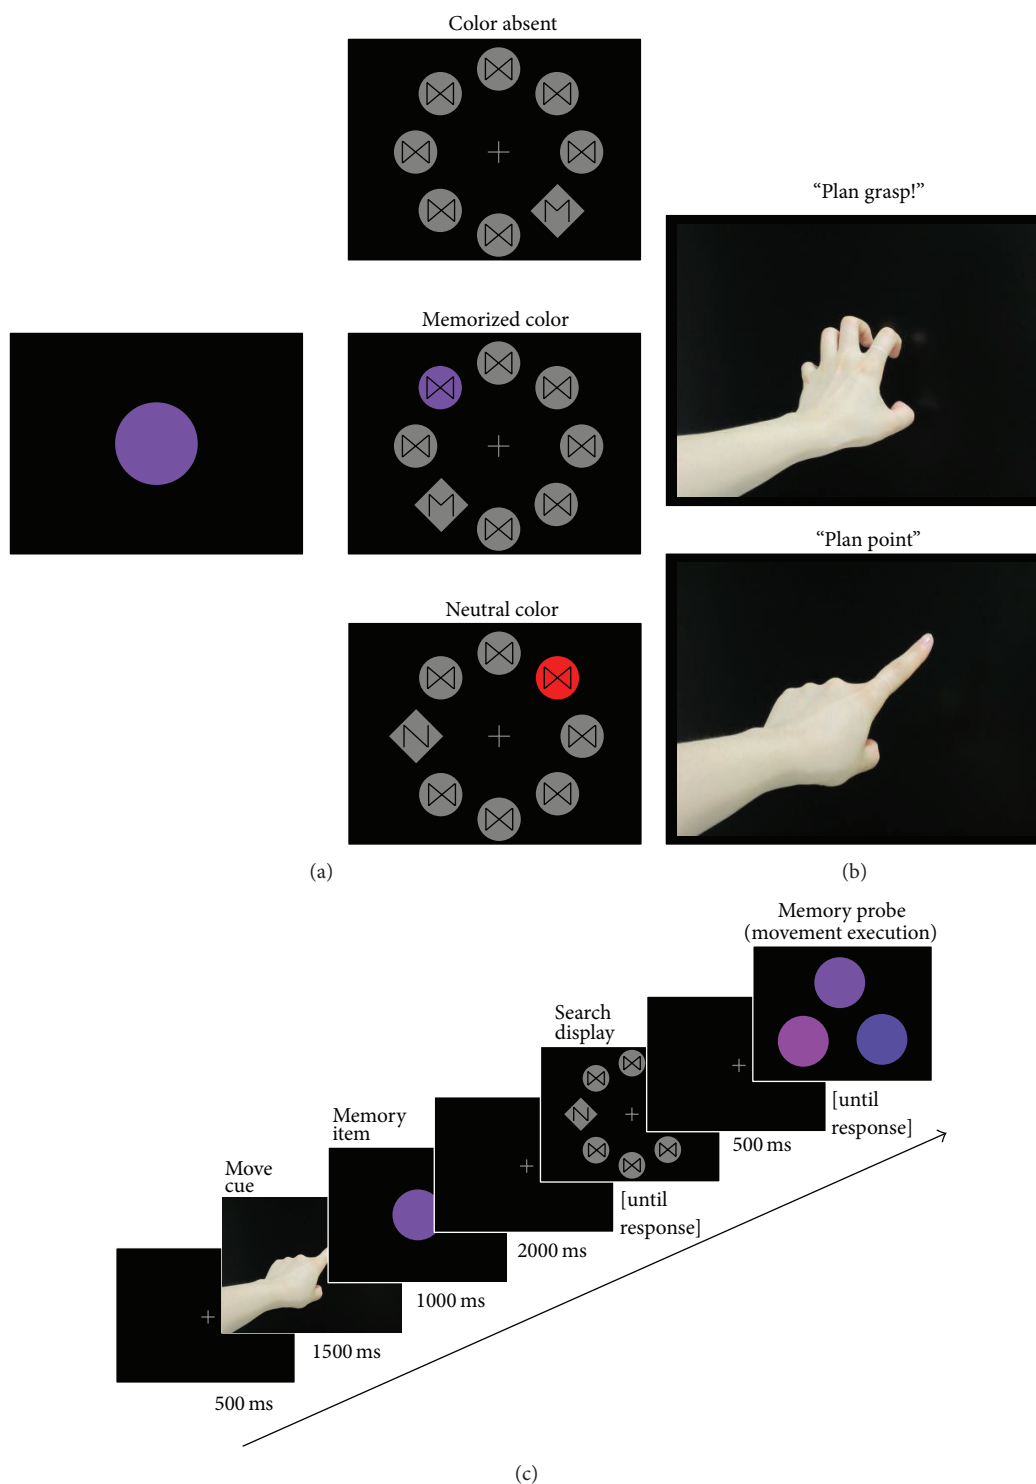 Color absent
“Plan grasp!”
Memorized color
“Plan point”
Neutral color
(a)
(b)
Memory probe
(movement execution)
Search
display
[until
response]
Memory
item
500 ms
Move
cue
[until
response]
2000 ms
1000 ms
1500 ms
500 ms
(c)